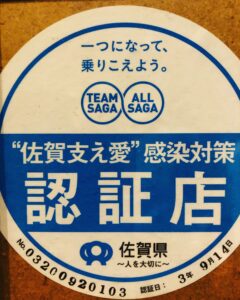 一つになって、
乗りこえよう。
TEAM SAGA
ALL SAGA
“佐賀支え愛”感染対策
認証店
佐賀県
～人を大切に～
No.03200920103
認証日: 3年 9月14日